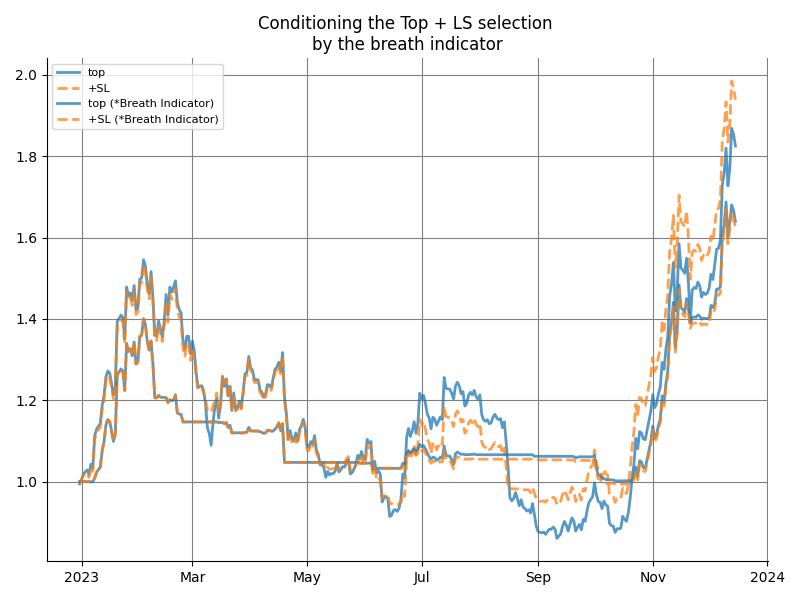 Conditioning the Top + LS selection
by the breath indicator
top
+SL
top (*Breath Indicator)
+SL (*Breath Indicator)
2.0
1.8
1.6
1.4
1.2
1.0
2023
Mar
May
Jul
Sep
Nov
2024